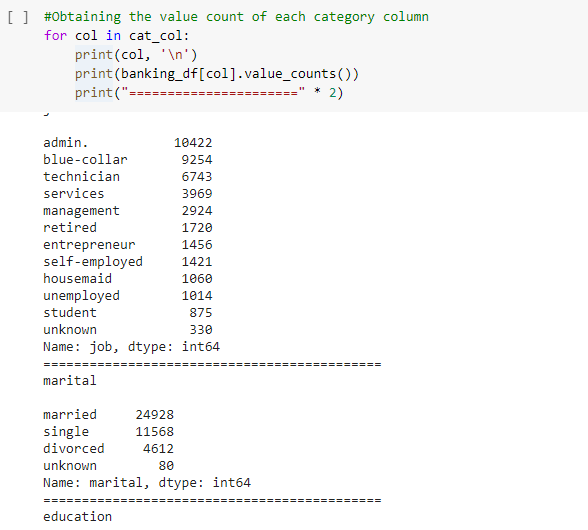 [ ] #Obtaining the value count of each category column
for col in cat_col:
    print(col, '\n')
    print(banking_df[col].value_counts())
    print("======================" * 2)
admin.           10422
blue-collar       9254
technician        6743
services          3969
management        2924
retired           1720
entrepreneur      1456
self-employed     1421
housemaid         1060
unemployed        1014
student            875
unknown            330
Name: job, dtype: int64
============================================
marital
married     24928
single      11568
divorced     4612
unknown        80
Name: marital, dtype: int64
============================================
education